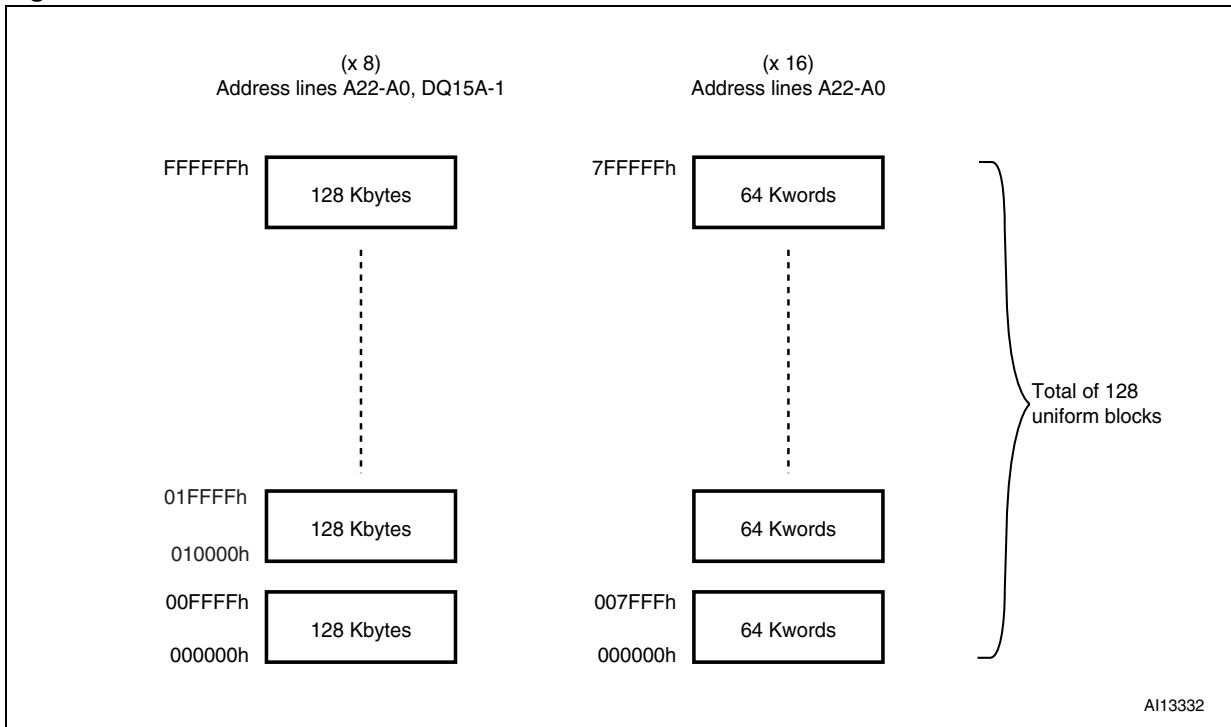 (x 8)
Address lines A22-A0, DQ15A-1
(x 16)
Address lines A22-A0
FFFFFFh
128 Kbytes
7FFFFFh
64 Kwords
Total of 128
uniform blocks
01FFFFh
128 Kbytes
010000h
64 Kwords
00FFFFh
128 Kbytes
000000h
007FFFh
64 Kwords
000000h
AI13332